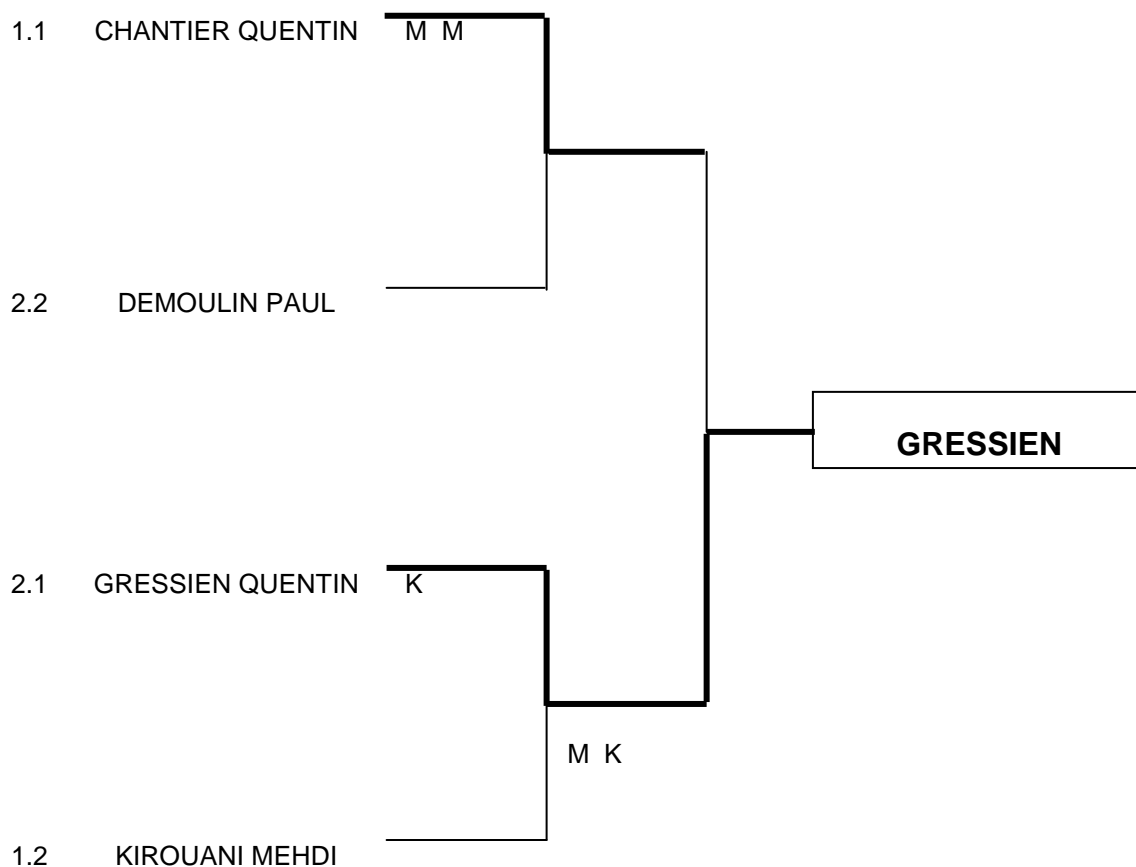 1.1 CHANTIER QUENTIN M M
2.2 DEMOULIN PAUL
GRESSIEN
2.1 GRESSIEN QUENTIN K
M K
1.2 KIROUANI MEHDI